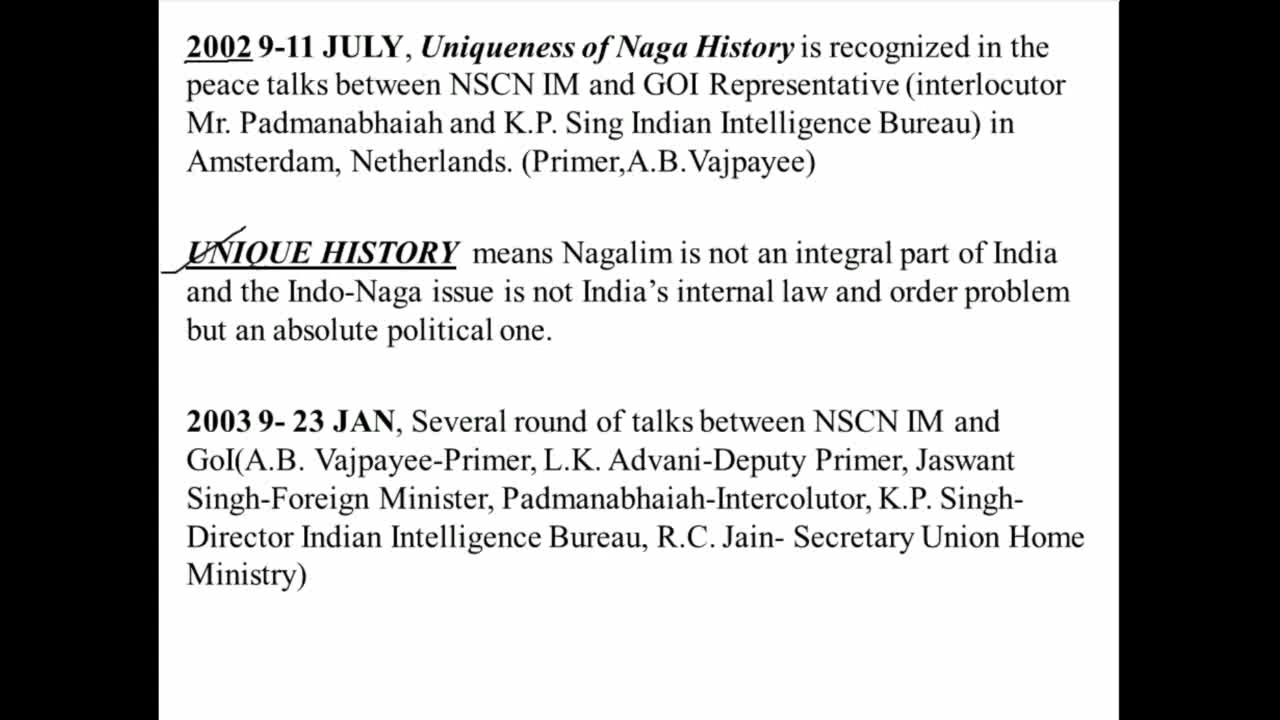 2002 9-11 JULY, Uniqueness of Naga History is recognized in the
peace talks between NSCN IM and GOI Representative (interlocutor
Mr. Padmanabhaiah and K.P. Sing Indian Intelligence Bureau) in
Amsterdam, Netherlands. (Primer,A.B.Vajpayee)
UNIQUE HISTORY means Nagalim is not an integral part of India
and the Indo-Naga issue is not India’s internal law and order problem
but an absolute political one.
2003 9- 23 JAN, Several round of talks between NSCN IM and
GoI(A.B. Vajpayee-Primer, L.K. Advani-Deputy Primer, Jaswant
Singh-Foreign Minister, Padmanabhaiah-Intercolutor, K.P. Singh-
Director Indian Intelligence Bureau, R.C. Jain- Secretary Union Home
Ministry)